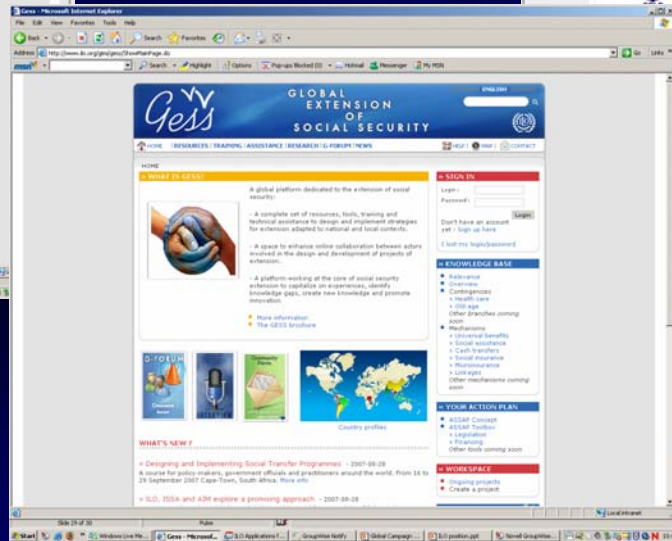 Gess - Microsoft Internet Explorer
File Edit View Favorites Tools Help
Back Search Favorites
Address http://www.ilo.org/gimi/gess/ShowMainPage.do Go Links
msn Search Highlight Options Pop-ups Blocked (0) Hotmail Messenger My MSN
Gess
GLOBAL
EXTENSION
OF
SOCIAL SECURITY
ENGLISH
HOME | RESOURCES | TRAINING | ASSISTANCE | RESEARCH | G-FORUM | NEWS
HELP | MAP | CONTACT
HOME
» WHAT IS GESS?
A global platform dedicated to the extension of social
security:
- A complete set of resources, tools, training and
technical assistance to design and implement strategies
for extension adapted to national and local contexts.
- A space to enhance online collaboration between actors
involved in the design and development of projects of
extension.
- A platform working at the core of social security
extension to capitalize on experiences, identify
knowledge gaps, create new knowledge and promote
innovation
More information
The GESS brochure
G-FORUM
Country profiles
WHAT'S NEW ?
» Designing and Implementing Social Transfer Programmes - 2007-08-28
A course for policy-makers, government officials and practitioners around the world. From 16 to
29 September 2007 Cape-Town, South Africa. More info
» ILO, ISSA and AIM explore a promising approach - 2007-08-28
» SIGN IN
Login :
Password :
Login
Don't have an account
yet : Sign up here
I lost my login/password
» KNOWLEDGE BASE
Relevance
Overview
Contingencies
» Health care
» Old-age
Other branches coming
soon
Mechanisms
» Universal benefits
» Social assistance
» Cash transfers
» Social insurance
» Microinsurance
» Linkages
Other mechanisms coming
soon
» YOUR ACTION PLAN
ASSAP Concept
ASSAP Toolbox
» Legislation
» Financing
Other tools coming soon
» WORKSPACE
Ongoing projects
Create a project
Local intranet
Slide 29 of 30
Start Windows Live Me... Gess - Microsof... ILO Applications f... GroupWise Notify Global Campaign ... ILO position.ppt Novell GroupWise...